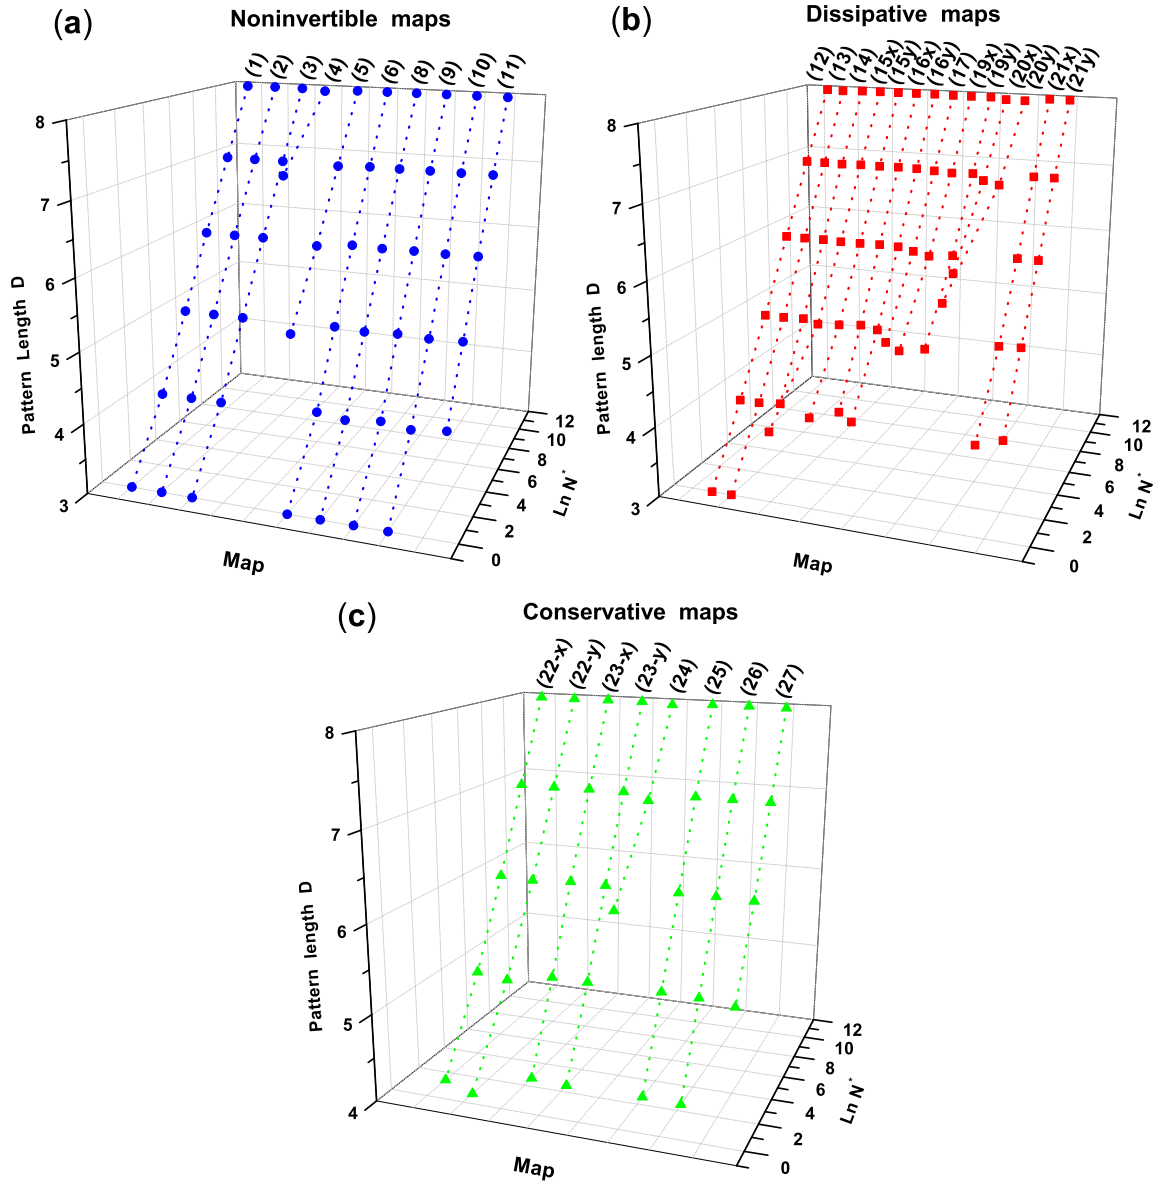 (a)
Noninvertible maps
(1) (2) (3) (4) (5) (6) (8) (9) (10) (11)
8
7
6
5
4
3
Pattern Length D
Map
0 2 4 6 8 10 12
Ln N*
(b)
Dissipative maps
(12) (13) (14) (15x) (15y) (16x) (16y) (17) (19x) (19y) (20x) (20y) (21x) (21y)
8
7
6
5
4
3
Pattern length D
Map
0 2 4 6 8 10 12
Ln N*
(c)
Conservative maps
(22-x) (22-y) (23-x) (23-y) (24) (25) (26) (27)
8
7
6
5
4
Pattern length D
Map
0 2 4 6 8 10 12
Ln N*